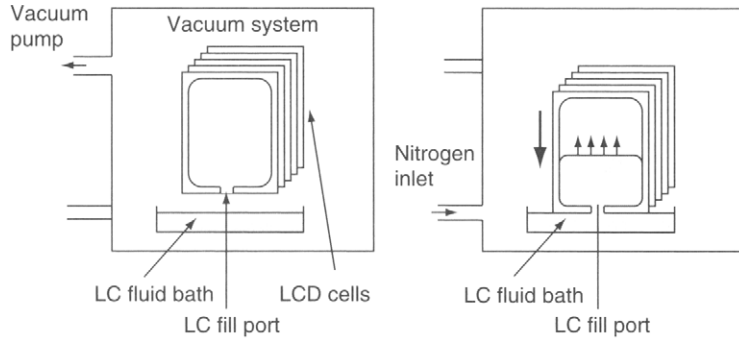 Vacuum
pump
Vacuum system
LC fluid bath
LCD cells
LC fill port
Nitrogen
inlet
LC fluid bath
LC fill port